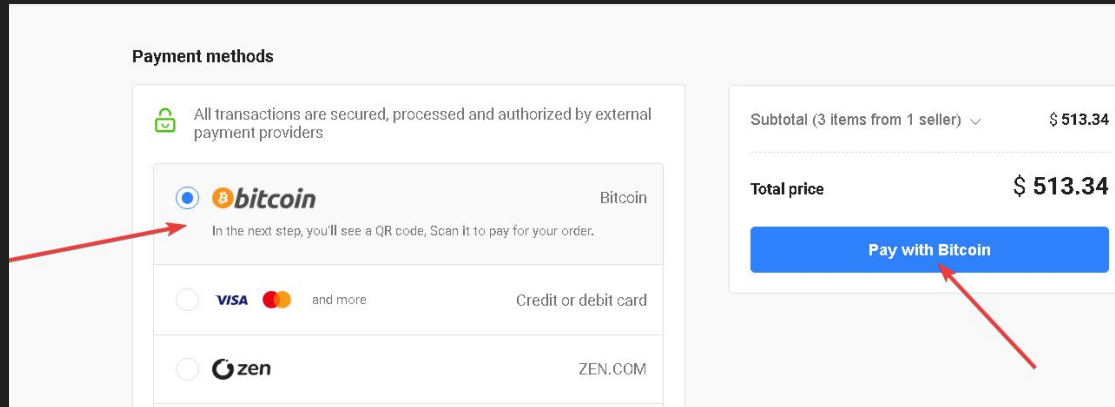 Payment methods
All transactions are secured, processed and authorized by external
payment providers
bitcoin
Bitcoin
In the next step, you'll see a QR code, Scan it to pay for your order.
VISA
and more
Credit or debit card
zen
ZEN.COM
Subtotal (3 items from 1 seller)
$ 513.34
Total price
$ 513.34
Pay with Bitcoin